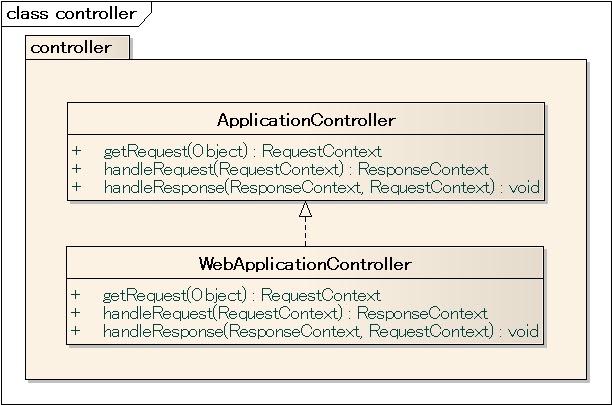 class controller
controller
ApplicationController
+ getRequest(Object) : RequestContext
+ handleRequest(RequestContext) : ResponseContext
+ handleResponse(ResponseContext, RequestContext) : void
WebApplicationController
+ getRequest(Object) : RequestContext
+ handleRequest(RequestContext) : ResponseContext
+ handleResponse(ResponseContext, RequestContext) : void